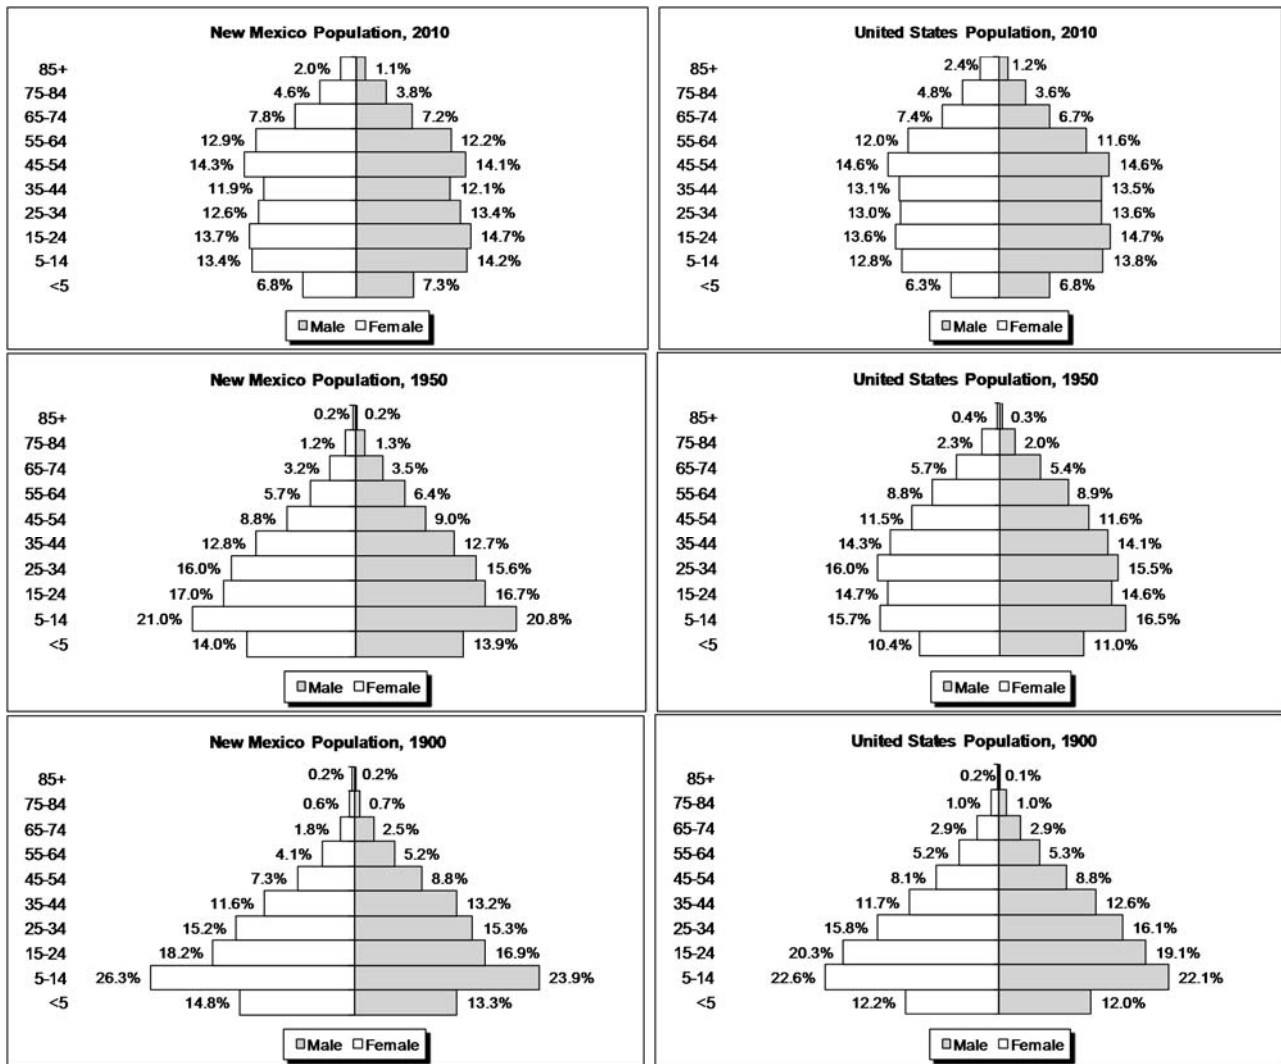 New Mexico Population, 2010
85+ 2.0% 1.1%
75-84 4.6% 3.8%
65-74 7.8% 7.2%
55-64 12.9% 12.2%
45-54 14.3% 14.1%
35-44 11.9% 12.1%
25-34 12.6% 13.4%
15-24 13.7% 14.7%
5-14 13.4% 14.2%
<5 6.8% 7.3%
Male Female
United States Population, 2010
85+ 2.4% 1.2%
75-84 4.8% 3.6%
65-74 7.4% 6.7%
55-64 12.0% 11.6%
45-54 14.6% 14.6%
35-44 13.1% 13.5%
25-34 13.0% 13.6%
15-24 13.6% 14.7%
5-14 12.8% 13.8%
<5 6.3% 6.8%
Male Female
New Mexico Population, 1950
85+ 0.2% 0.2%
75-84 1.2% 1.3%
65-74 3.2% 3.5%
55-64 5.7% 6.4%
45-54 8.8% 9.0%
35-44 12.8% 12.7%
25-34 16.0% 15.6%
15-24 17.0% 16.7%
5-14 21.0% 20.8%
<5 14.0% 13.9%
Male Female
United States Population, 1950
85+ 0.4% 0.3%
75-84 2.3% 2.0%
65-74 5.7% 5.4%
55-64 8.8% 8.9%
45-54 11.5% 11.6%
35-44 14.3% 14.1%
25-34 16.0% 15.5%
15-24 14.7% 14.6%
5-14 15.7% 16.5%
<5 10.4% 11.0%
Male Female
New Mexico Population, 1900
85+ 0.2% 0.2%
75-84 0.6% 0.7%
65-74 1.8% 2.5%
55-64 4.1% 5.2%
45-54 7.3% 8.8%
35-44 11.6% 13.2%
25-34 15.2% 15.3%
15-24 18.2% 16.9%
5-14 26.3% 23.9%
<5 14.8% 13.3%
Male Female
United States Population, 1900
85+ 0.2% 0.1%
75-84 1.0% 1.0%
65-74 2.9% 2.9%
55-64 5.2% 5.3%
45-54 8.1% 8.8%
35-44 11.7% 12.6%
25-34 15.8% 16.1%
15-24 20.3% 19.1%
5-14 22.6% 22.1%
<5 12.2% 12.0%
Male Female